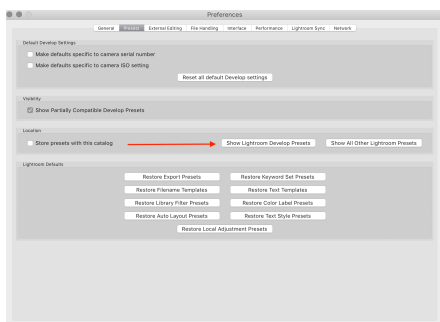 Preferences
General Presets External Editing File Handling Interface Performance Lightroom Sync Network
Default Develop Settings
Make defaults specific to camera serial number
Make defaults specific to camera ISO setting
Reset all default Develop settings
Visibility
Show Partially Compatible Develop Presets
Location
Store presets with this catalog Show Lightroom Develop Presets Show All Other Lightroom Presets
Lightroom Defaults
Restore Export Presets Restore Keyword Set Presets
Restore Filename Templates Restore Text Templates
Restore Library Filter Presets Restore Color Label Presets
Restore Auto Layout Presets Restore Text Style Presets
Restore Local Adjustment Presets